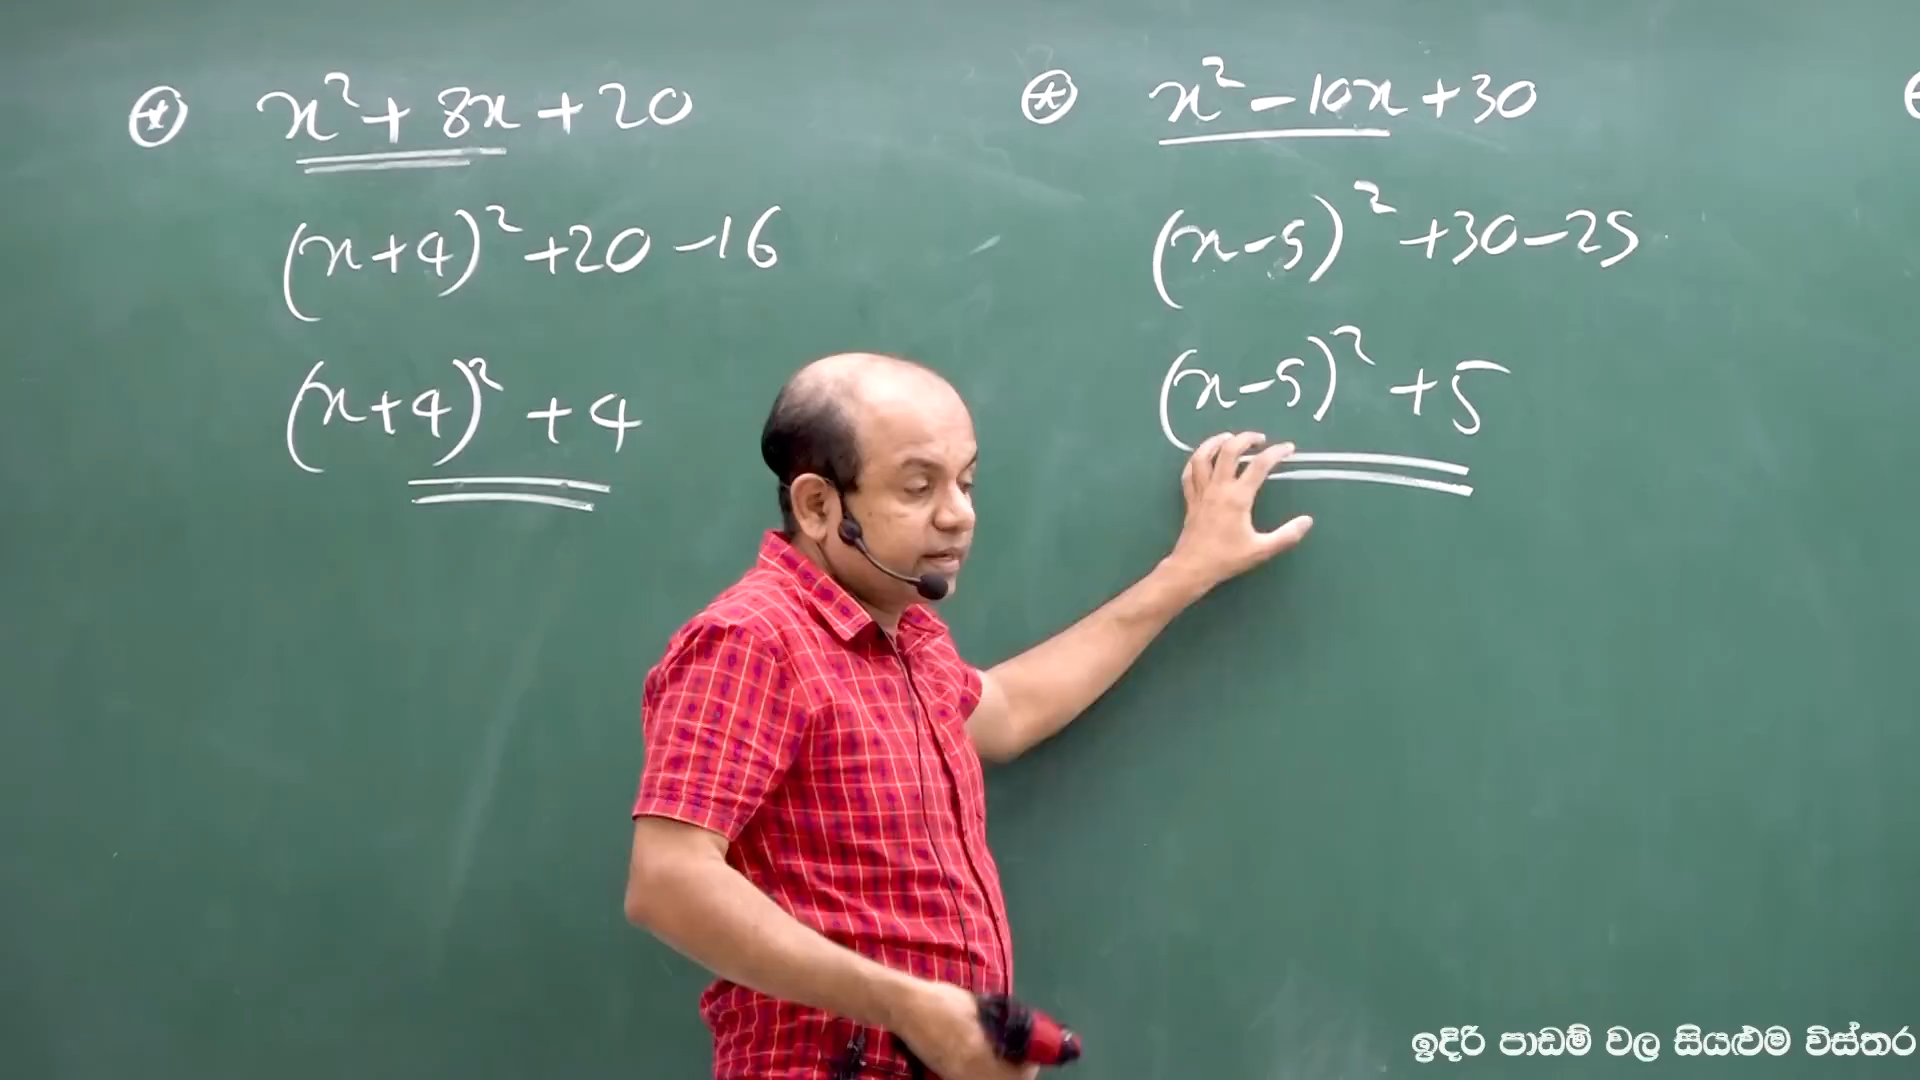 ⊛ x² + 8x + 20
(x+4)² +20 -16
(x+4)² + 4
⊛ x² - 10x + 30
(x-5)² +30-25
(x-5)² + 5
ඉදිරි පාඩම් වල සියළුම විස්තර